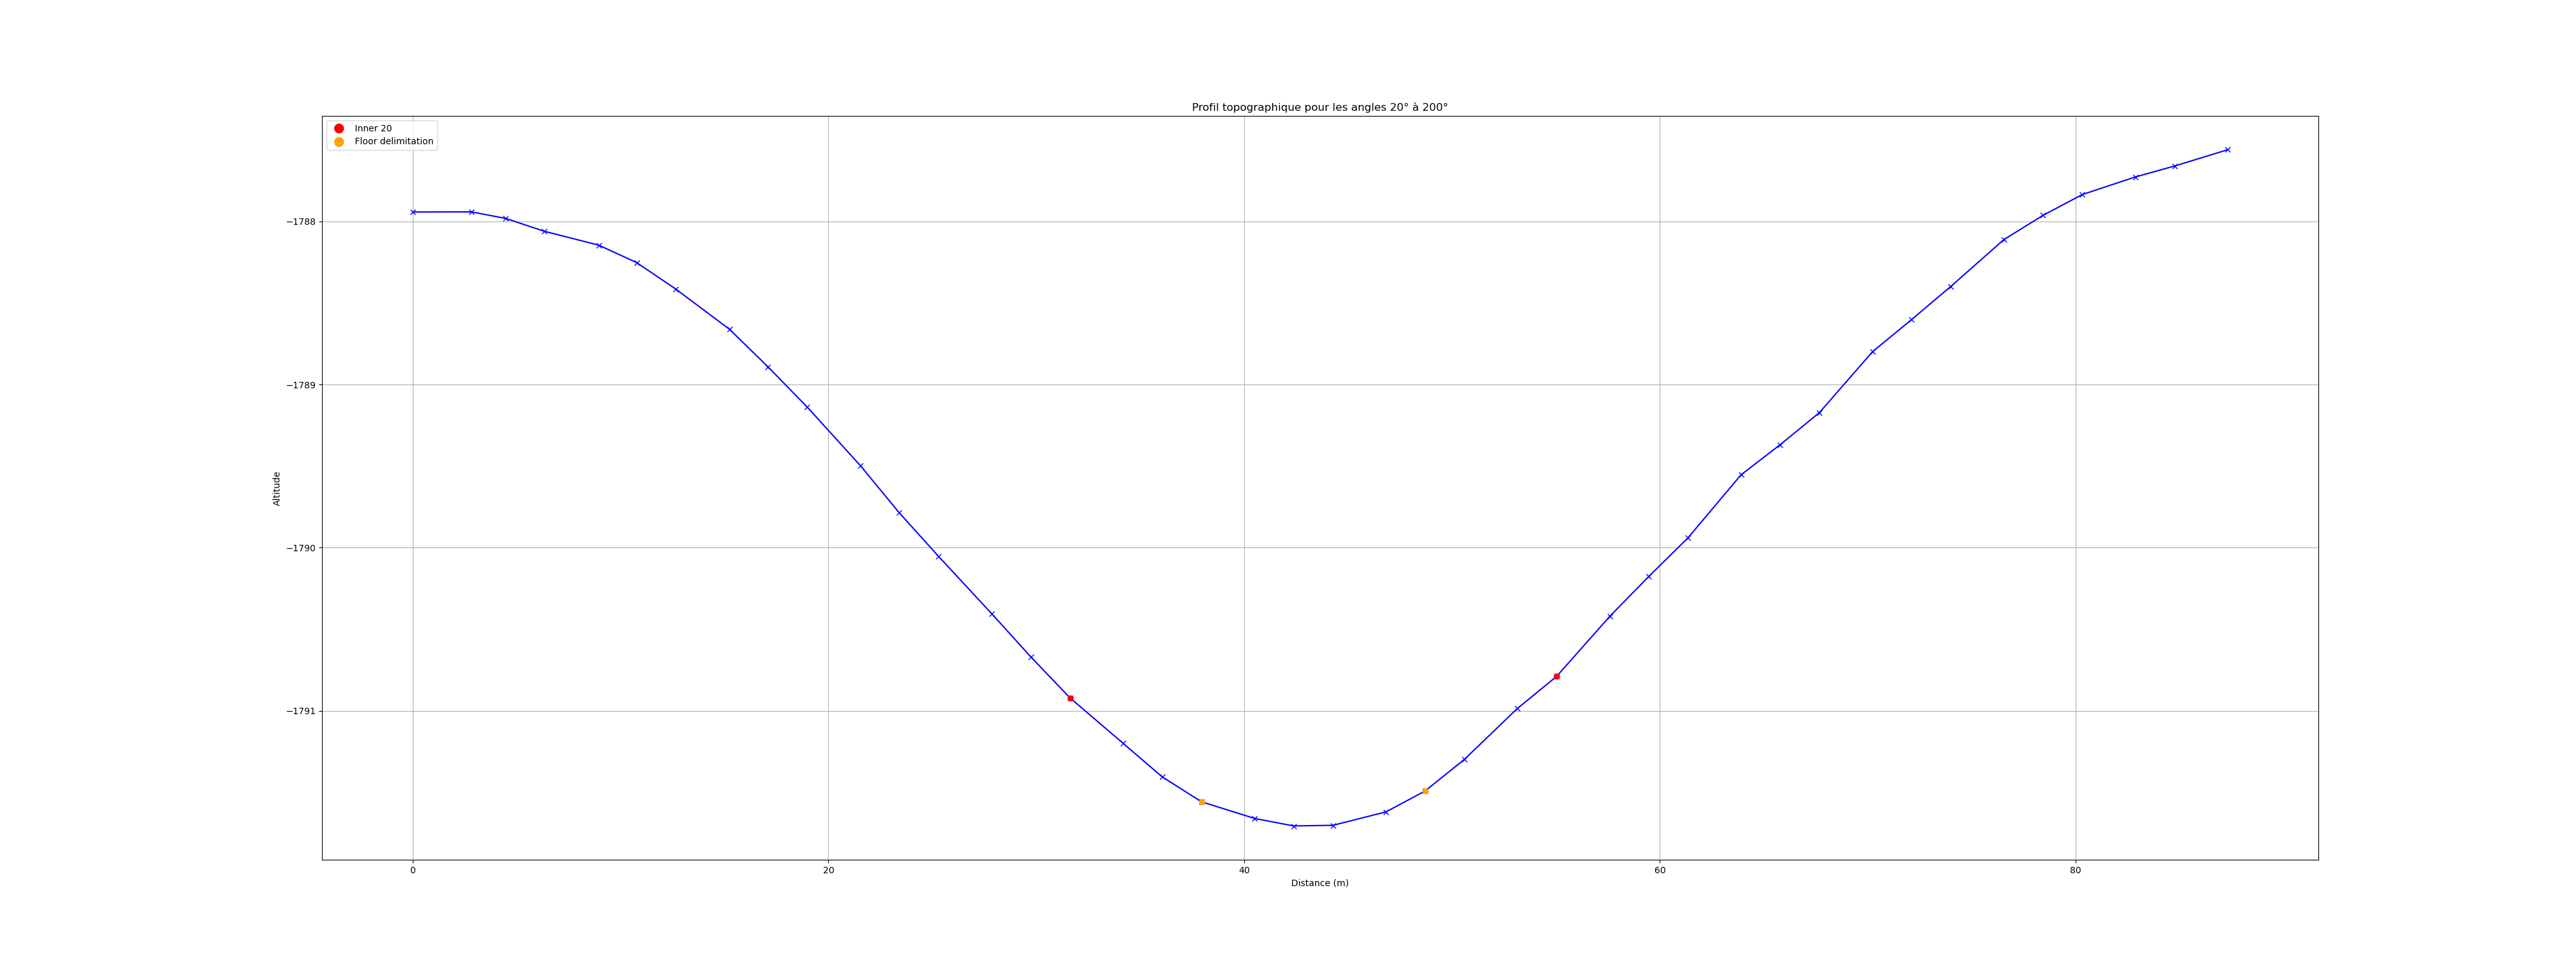 Profil topographique pour les angles 20° à 200°
Inner 20
Floor delimitation
−1788
−1789
−1790
−1791
Altitude
0
20
40
60
80
Distance (m)